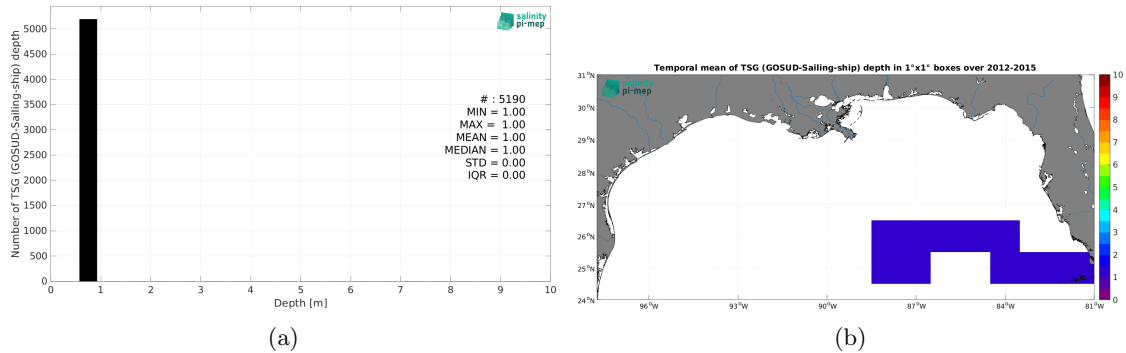 salinity
pi-mep
Number of TSG (GOSUD-Sailing-ship) depth
5000
4500
4000
3500
3000
2500
2000
1500
1000
500
0
# : 5190
MIN = 1.00
MAX = 1.00
MEAN = 1.00
MEDIAN = 1.00
STD = 0.00
IQR = 0.00
0 1 2 3 4 5 6 7 8 9 10
Depth [m]
(a)
Temporal mean of TSG (GOSUD-Sailing-ship) depth in 1°x1° boxes over 2012-2015
salinity
pi-mep
31°N
30°N
29°N
28°N
27°N
26°N
25°N
24°N
96°W 93°W 90°W 87°W 84°W 81°W
10
9
8
7
6
5
4
3
2
1
0
(b)